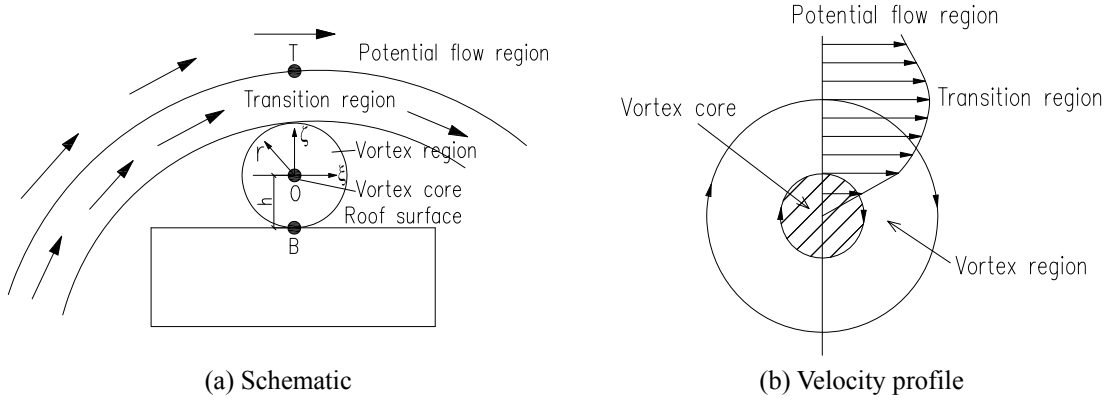 T
Potential flow region
Transition region
ζ
r
Vortex region
ξ
O
Vortex core
h
Roof surface
B
(a) Schematic
Potential flow region
Vortex core
Transition region
Vortex region
(b) Velocity profile